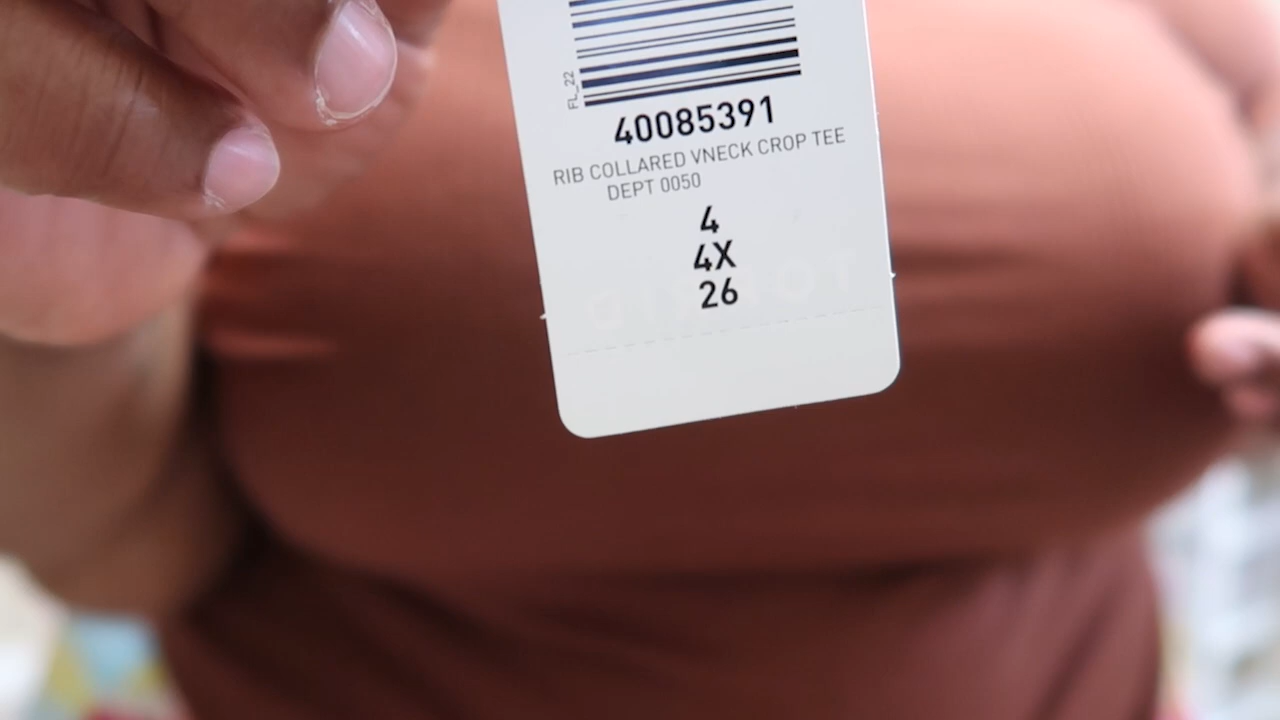 FL_22
40085391
RIB COLLARED VNECK CROP TEE
DEPT 0050
4
4X
26